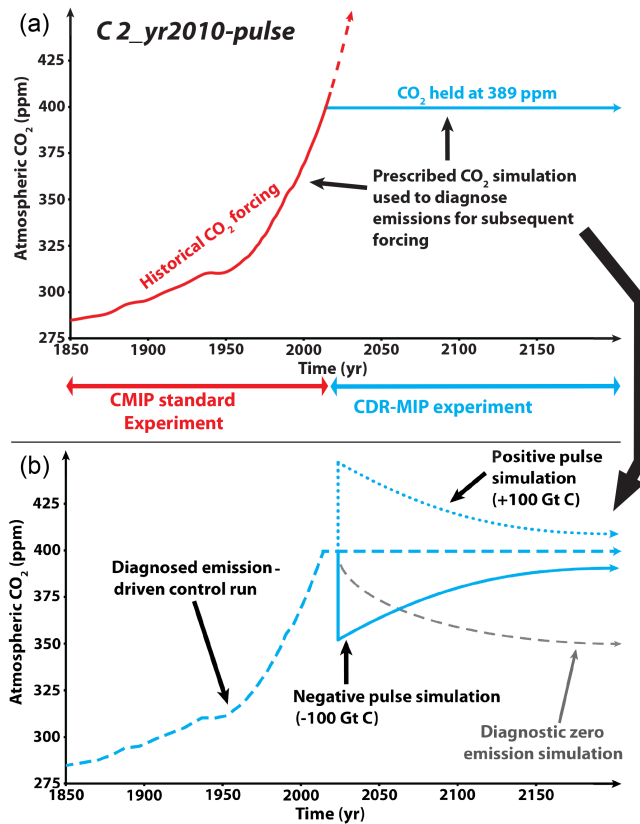 (a)
C2_yr2010-pulse
425
400
375
350
325
300
275
Atmospheric CO2 (ppm)
CO2 held at 389 ppm
Historical CO2 forcing
Prescribed CO2 simulation
used to diagnose
emissions for subsequent
forcing
1850 1900 1950 2000 2050 2100 2150
Time (yr)
CMIP standard
Experiment
CDR-MIP experiment
(b)
425
400
375
350
325
300
275
Atmospheric CO2 (ppm)
Positive pulse
simulation
(+100 Gt C)
Diagnosed emission-
driven control run
Negative pulse simulation
(-100 Gt C)
Diagnostic zero
emission simulation
1850 1900 1950 2000 2050 2100 2150
Time (yr)